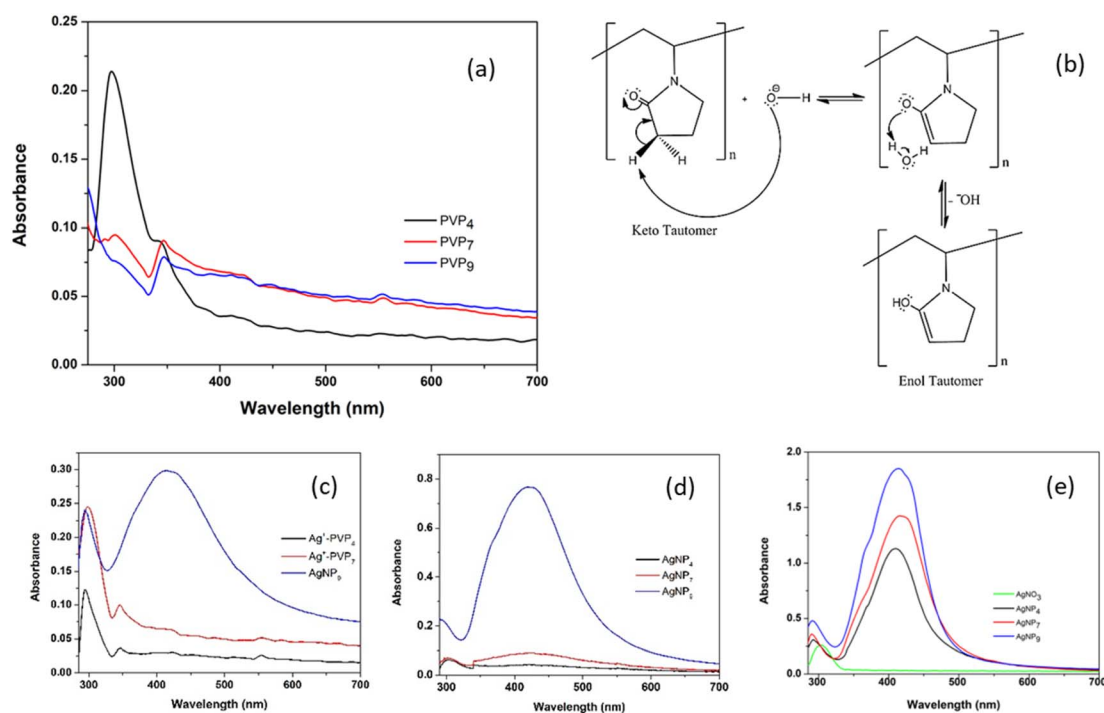 (a)
0.25
0.20
0.15
0.10
0.05
0.00
Absorbance
300 400 500 600 700
Wavelength (nm)
PVP₄
PVP₇
PVP₉
(b)
N
O
H H
n
+
O H
⊖
Keto Tautomer
N
O
H H
O
n
- ⁻OH
N
HO
n
Enol Tautomer
(c)
0.35
0.30
0.25
0.20
0.15
0.10
0.05
0.00
Absorbance
300 400 500 600 700
Wavelength (nm)
Ag⁺-PVP₄
Ag⁺-PVP₇
AgNP₉
(d)
0.8
0.6
0.4
0.2
0.0
Absorbance
300 400 500 600 700
Wavelength (nm)
AgNP₄
AgNP₇
(e)
2.0
1.5
1.0
0.5
0.0
Absorbance
300 400 500 600 700
Wavelength (nm)
AgNO₃
AgNP₄
AgNP₇
AgNP₉